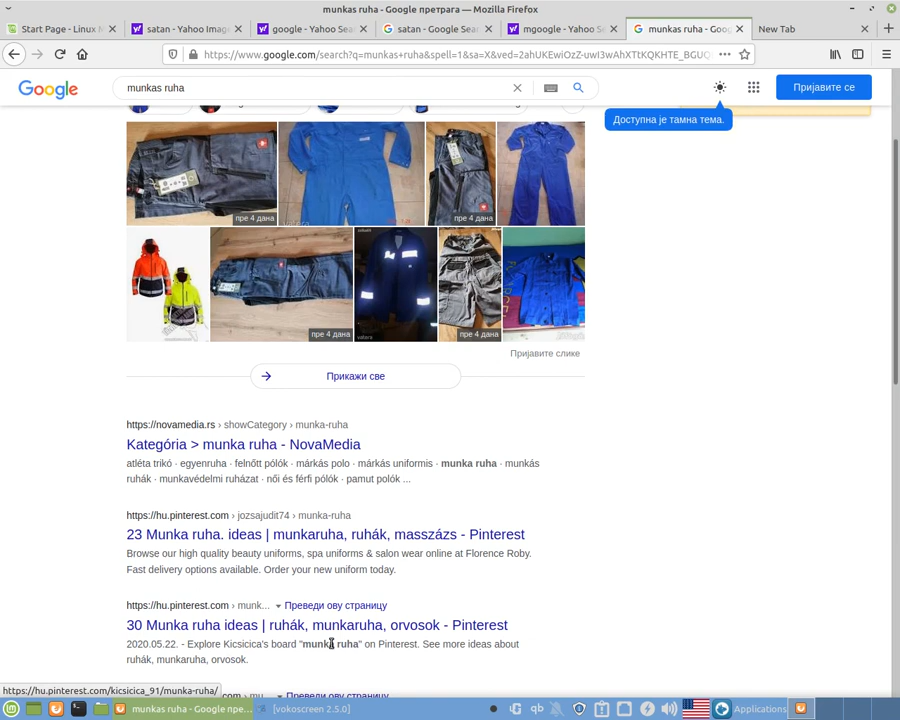 munkas ruha - Google претрага — Mozilla Firefox
Start Page - Linux M
satan - Yahoo Image
google - Yahoo Sea
satan - Google Sea
mgoogle - Yahoo Se
munkas ruha - Goog
New Tab
https://www.google.com/search?q=munkas+ruha&spell=1&sa=X&ved=2ahUKEwiOzZ-uwI3wAhXTtKQKHTE_BGUQ
Google
munkas ruha
Пријавите се
Доступна је тамна тема.
пре 4 дана
пре 4 дана
пре 4 дана
пре 4 дана
Пријавите слике
Прикажи све
https://novamedia.rs › showCategory › munka-ruha
Kategória > munka ruha - NovaMedia
atléta trikó · egyenruha · felnőtt pólók · márkás polo · márkás uniformis · munka ruha · munkás
ruhák · munkavédelmi ruházat · női és férfi pólók · pamut polók ...
https://hu.pinterest.com › jozsajudit74 › munka-ruha
23 Munka ruha. ideas | munkaruha, ruhák, masszázs - Pinterest
Browse our high quality beauty uniforms, spa uniforms & salon wear online at Florence Roby.
Fast delivery options available. Order your new uniform today.
https://hu.pinterest.com › munk... Преведи ову страницу
30 Munka ruha ideas | ruhák, munkaruha, orvosok - Pinterest
2020.05.22. - Explore Kicsicica's board "munka ruha" on Pinterest. See more ideas about
ruhák, munkaruha, orvosok.
https://hu.pinterest.com/kicsicica_91/munka-ruha/
.com › mu... Преведи ову страницу
munkas ruha - Google пре...
[vokoscreen 2.5.0]
Applications